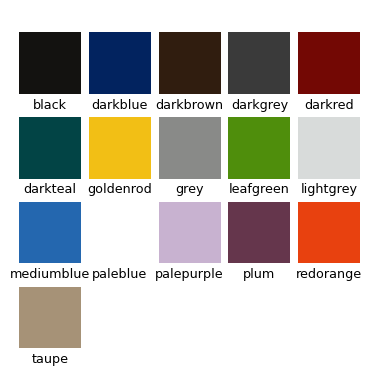 black darkblue darkbrown darkgrey darkred
darkteal goldenrod grey leafgreen lightgrey
mediumblue paleblue palepurple plum redorange
taupe